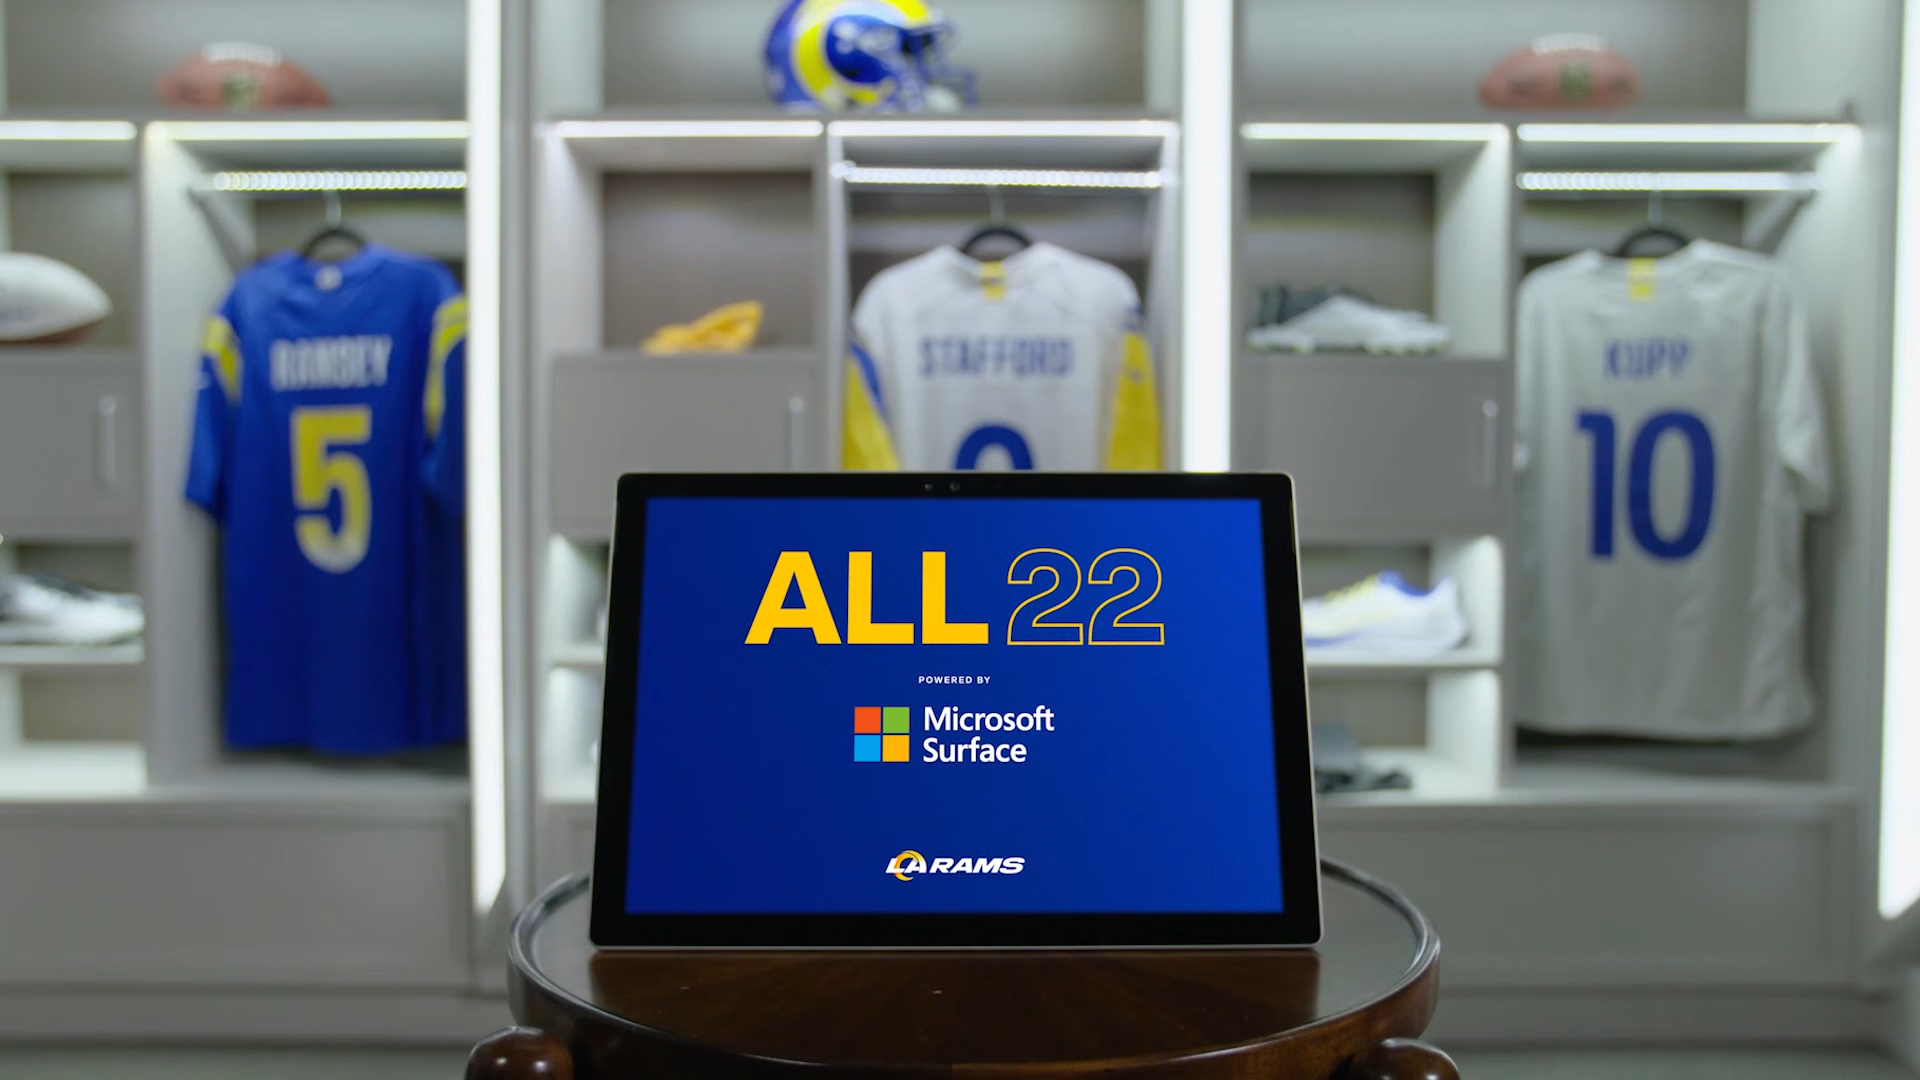 RAMSEY
5
STAFFORD
KUPP
10
ALL 22
POWERED BY
Microsoft
Surface
LA RAMS